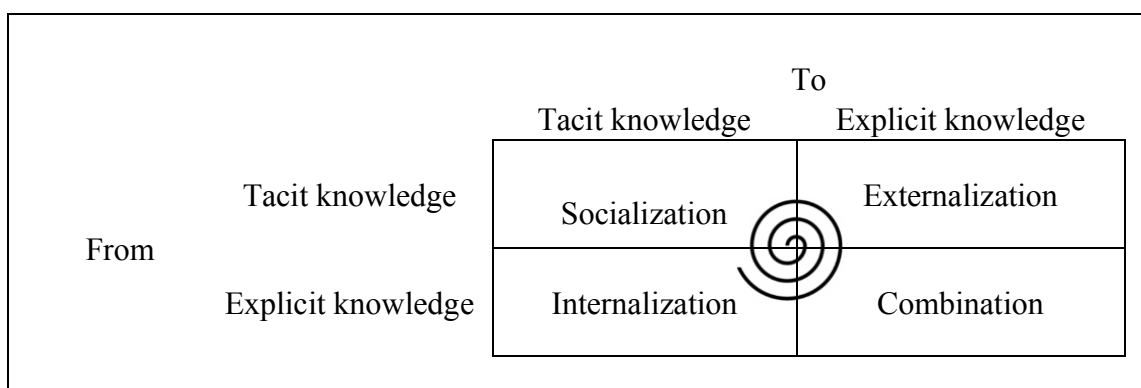 To
Tacit knowledge Explicit knowledge
Tacit knowledge Socialization Externalization
From
Explicit knowledge Internalization Combination